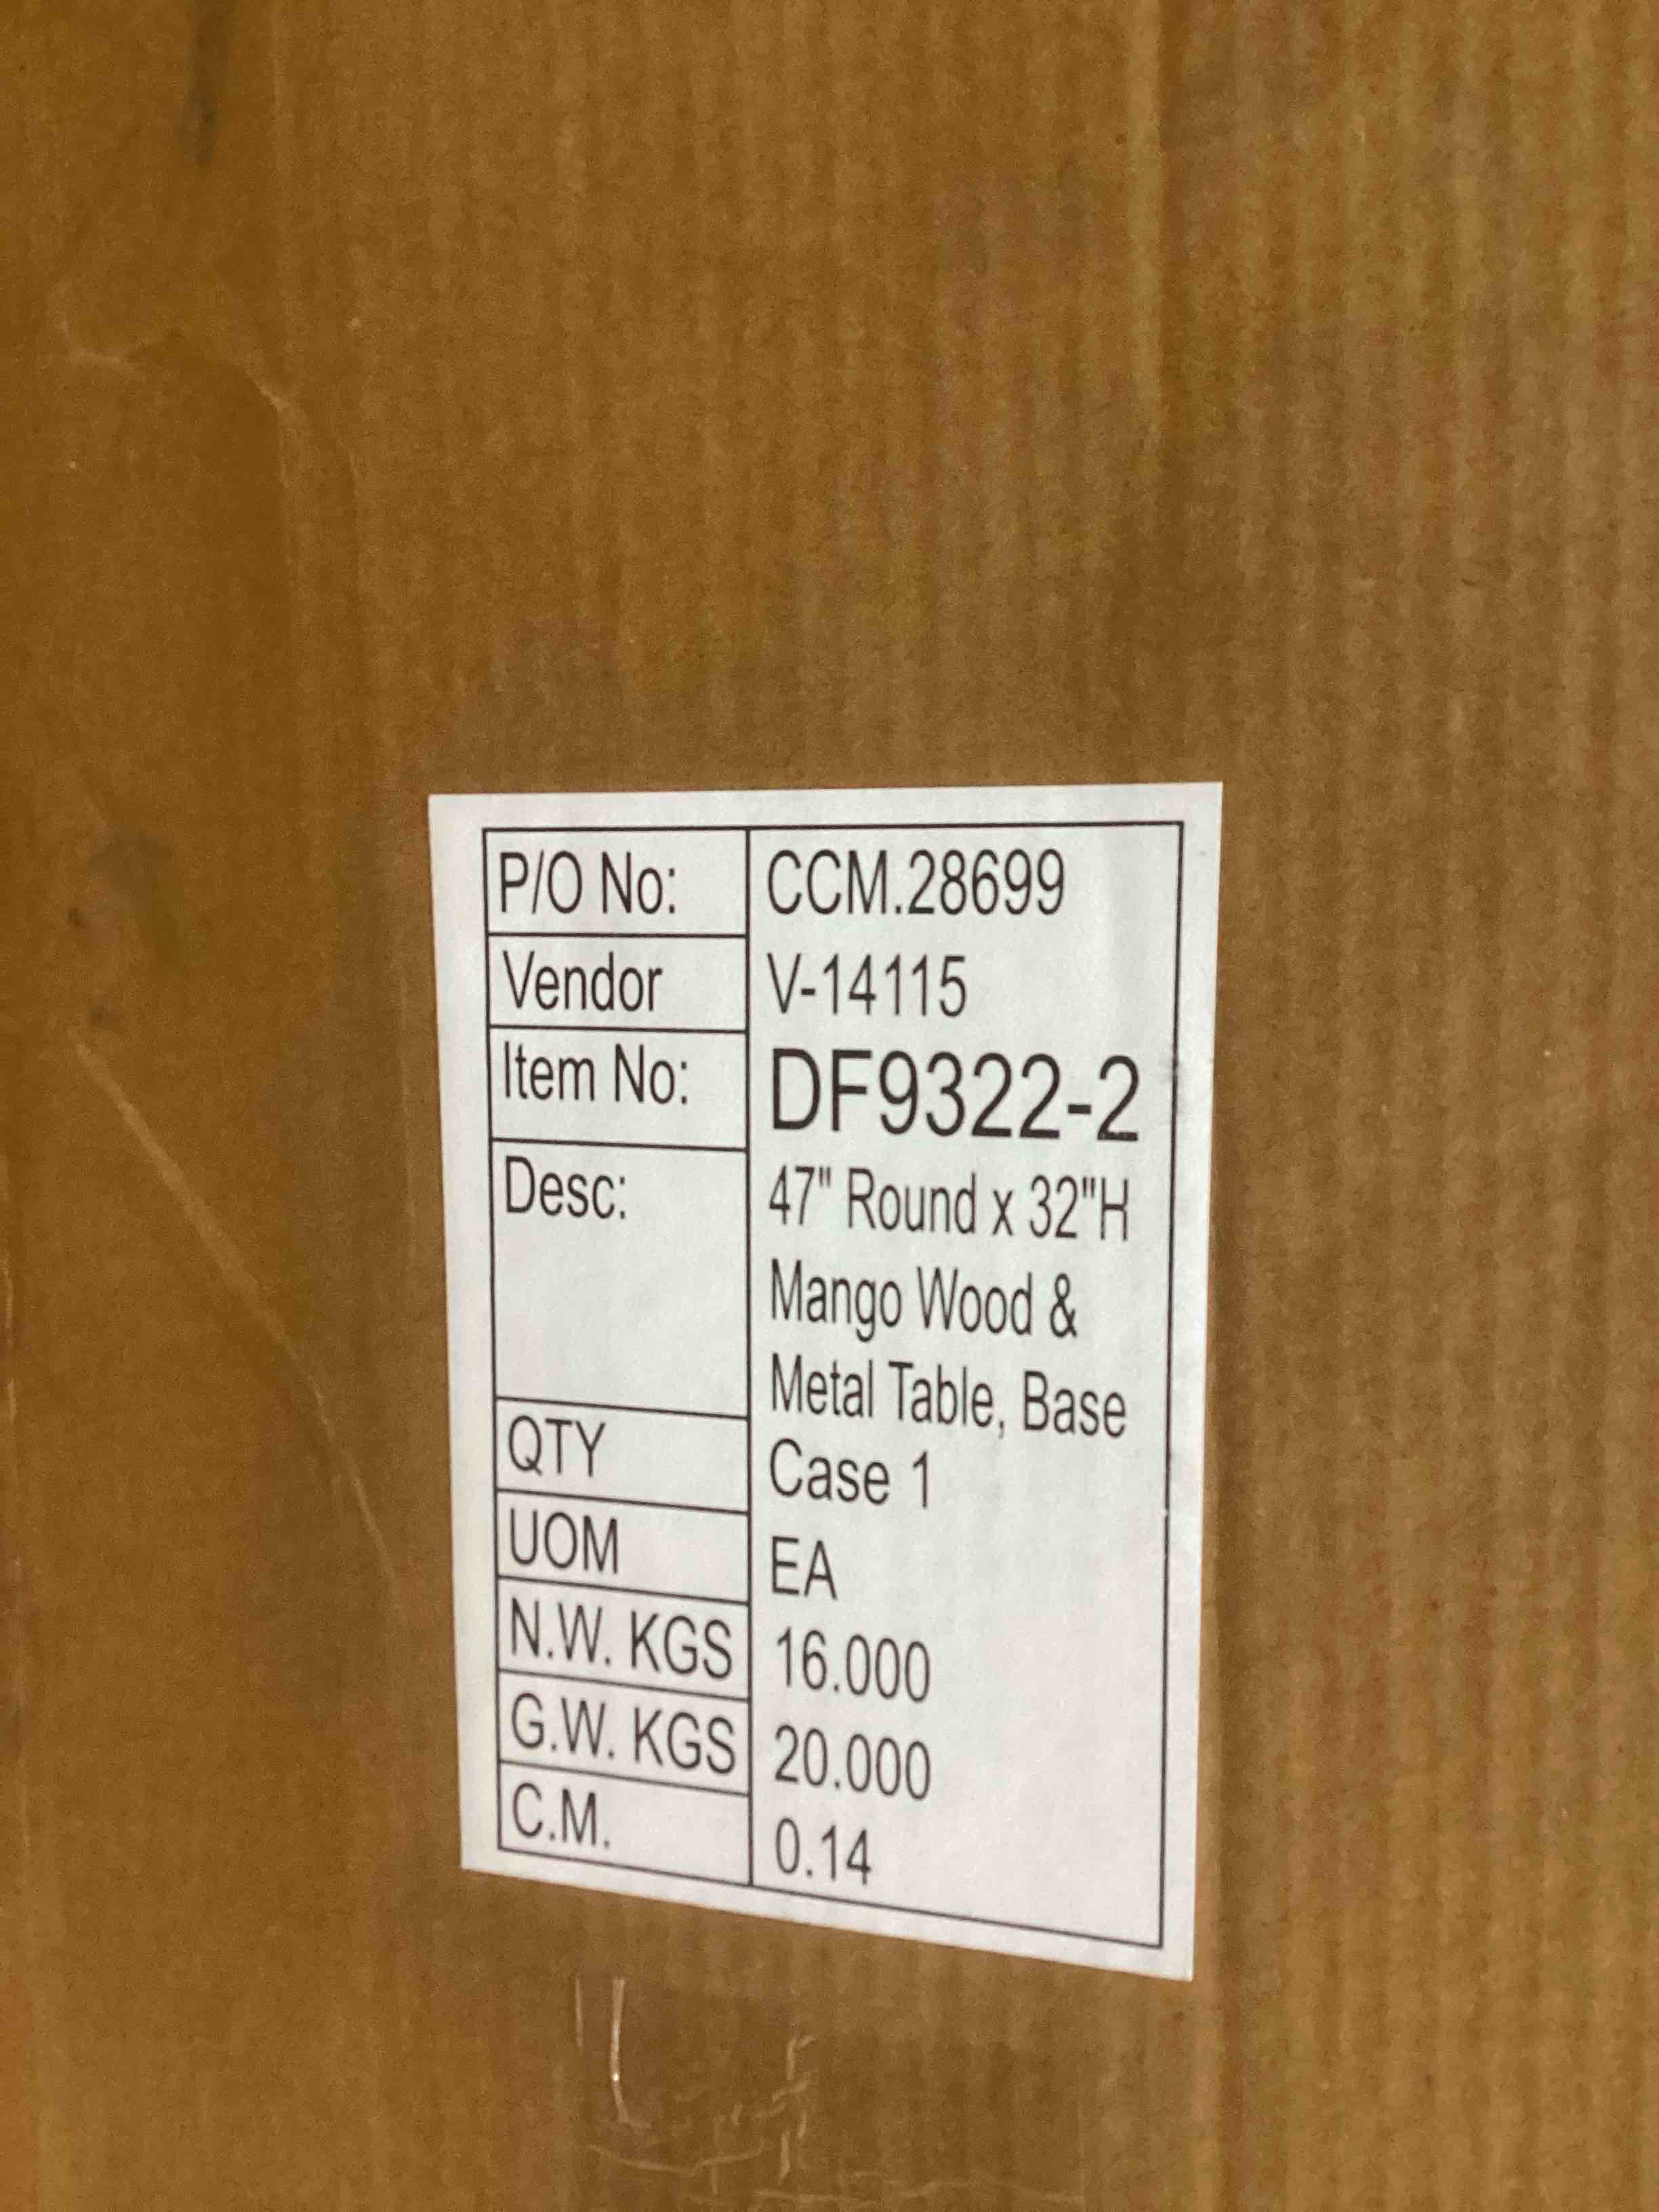 P/O No: CCM.28699
Vendor V-14115
Item No: DF9322-2
Desc: 47" Round x 32"H
Mango Wood &
Metal Table, Base
QTY Case 1
UOM EA
N.W. KGS 16.000
G.W. KGS 20.000
C.M. 0.14